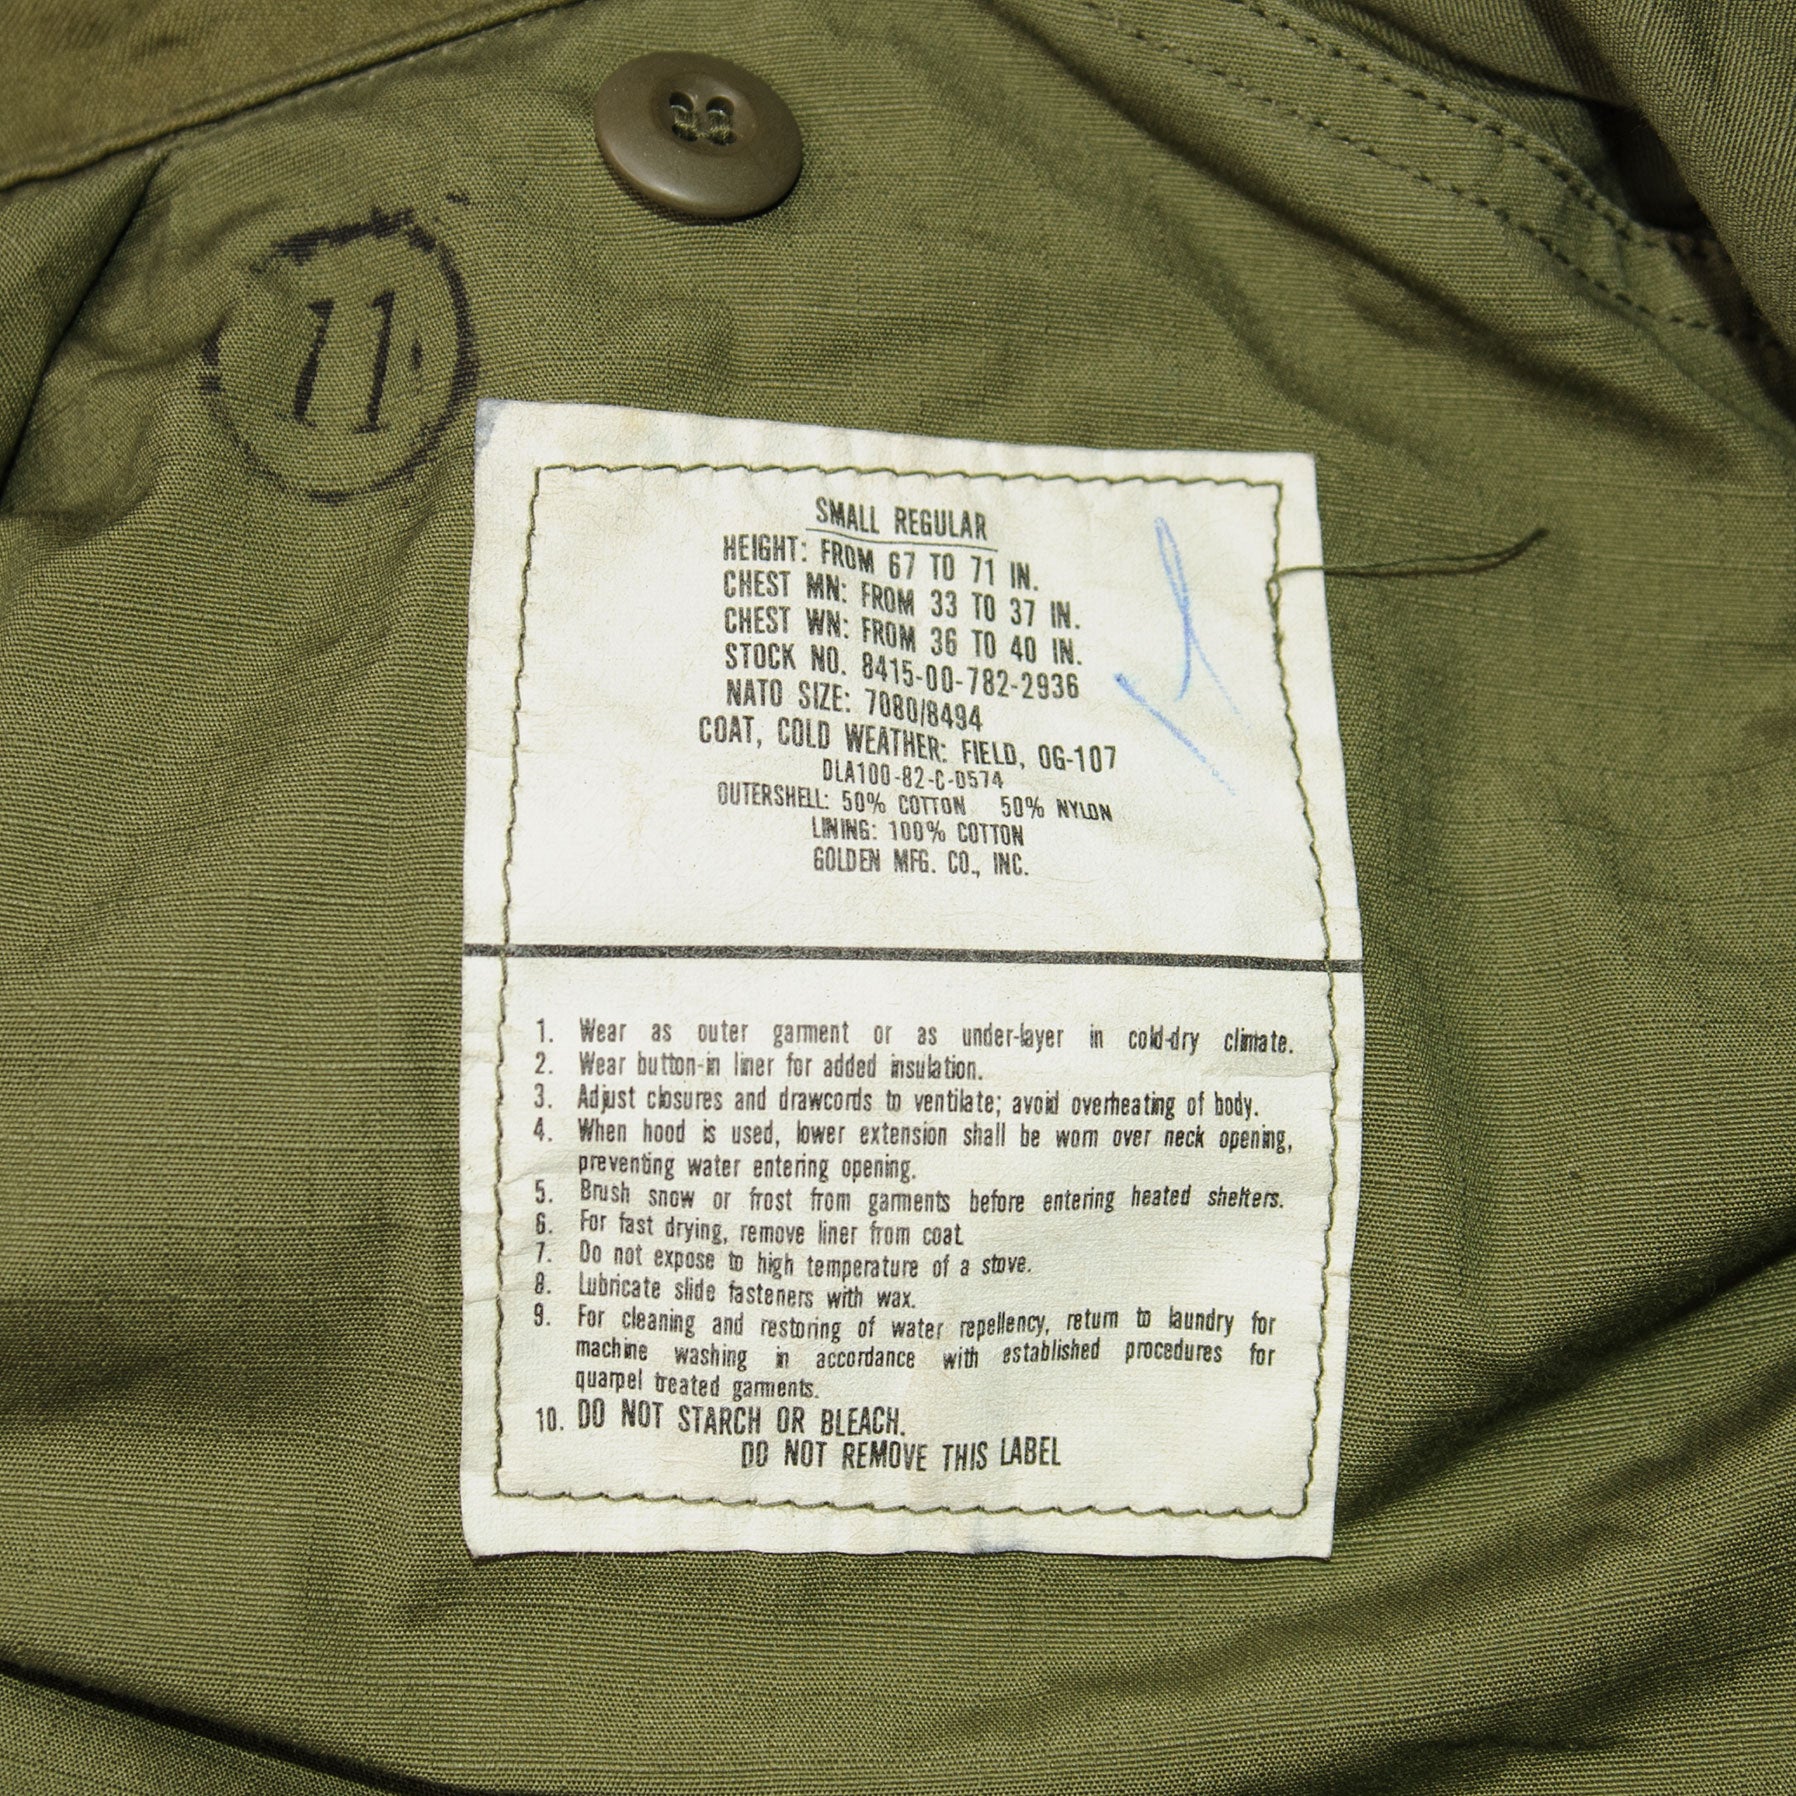 11
SMALL REGULAR
HEIGHT: FROM 67 TO 71 IN.
CHEST MN: FROM 33 TO 37 IN.
CHEST WN: FROM 36 TO 40 IN.
STOCK NO. 8415-00-782-2936
NATO SIZE: 7080/8494
COAT, COLD WEATHER: FIELD, OG-107
DLA100-82-C-0574
OUTERSHELL: 50% COTTON 50% NYLON
LINING: 100% COTTON
GOLDEN MFG. CO., INC.
1. Wear as outer garment or as under-layer in cold-dry climate.
2. Wear button-in liner for added insulation.
3. Adjust closures and drawcords to ventilate; avoid overheating of body.
4. When hood is used, lower extension shall be worn over neck opening,
preventing water entering opening.
5. Brush snow or frost from garments before entering heated shelters.
6. For fast drying, remove liner from coat.
7. Do not expose to high temperature of a stove.
8. Lubricate slide fasteners with wax.
9. For cleaning and restoring of water repellency, return to laundry for
machine washing in accordance with established procedures for
quarpel treated garments.
10. DO NOT STARCH OR BLEACH.
DO NOT REMOVE THIS LABEL